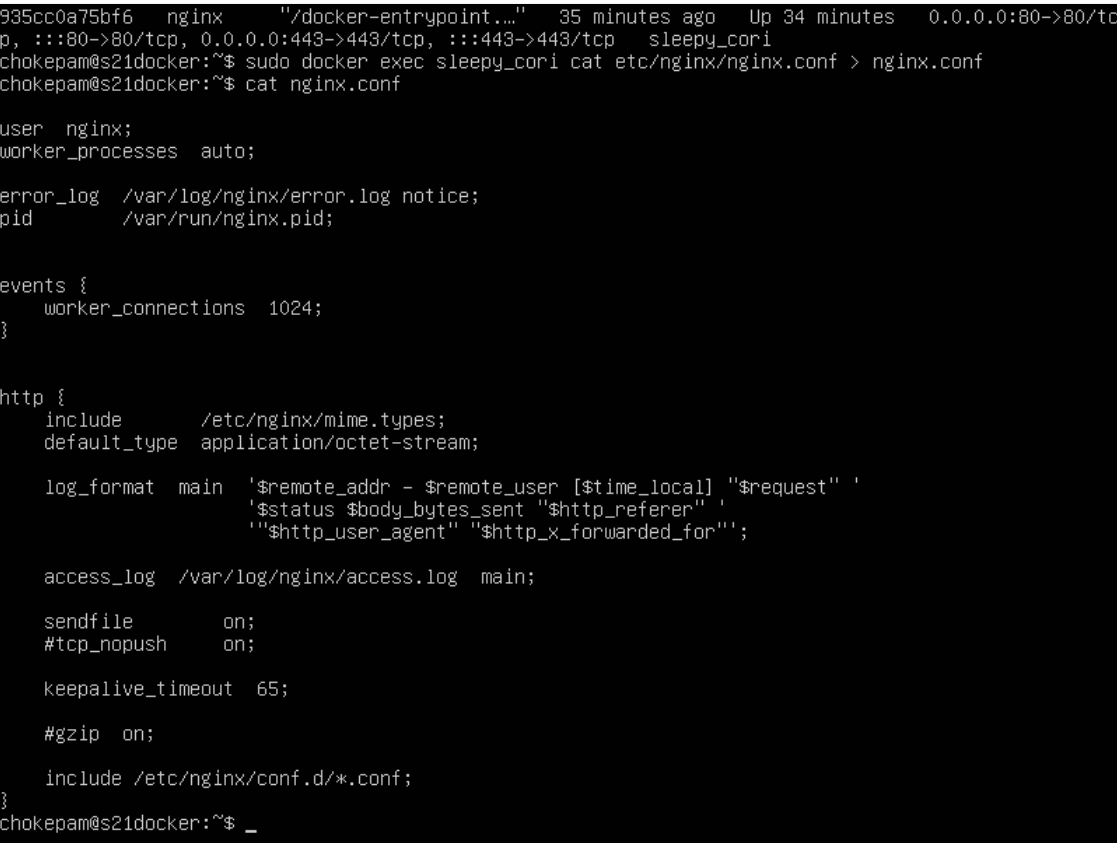 935cc0a75bf6   nginx     "/docker-entrypoint.…"   35 minutes ago   Up 34 minutes   0.0.0.0:80->80/tc
p, :::80->80/tcp, 0.0.0.0:443->443/tcp, :::443->443/tcp   sleepy_cori
chokepam@s21docker:~$ sudo docker exec sleepy_cori cat etc/nginx/nginx.conf > nginx.conf
chokepam@s21docker:~$ cat nginx.conf

user  nginx;
worker_processes  auto;

error_log  /var/log/nginx/error.log notice;
pid        /var/run/nginx.pid;


events {
    worker_connections  1024;
}


http {
    include       /etc/nginx/mime.types;
    default_type  application/octet-stream;

    log_format  main  '$remote_addr - $remote_user [$time_local] "$request" '
                      '$status $body_bytes_sent "$http_referer" '
                      '"$http_user_agent" "$http_x_forwarded_for"';

    access_log  /var/log/nginx/access.log  main;

    sendfile        on;
    #tcp_nopush     on;

    keepalive_timeout  65;

    #gzip  on;

    include /etc/nginx/conf.d/*.conf;
}
chokepam@s21docker:~$ _